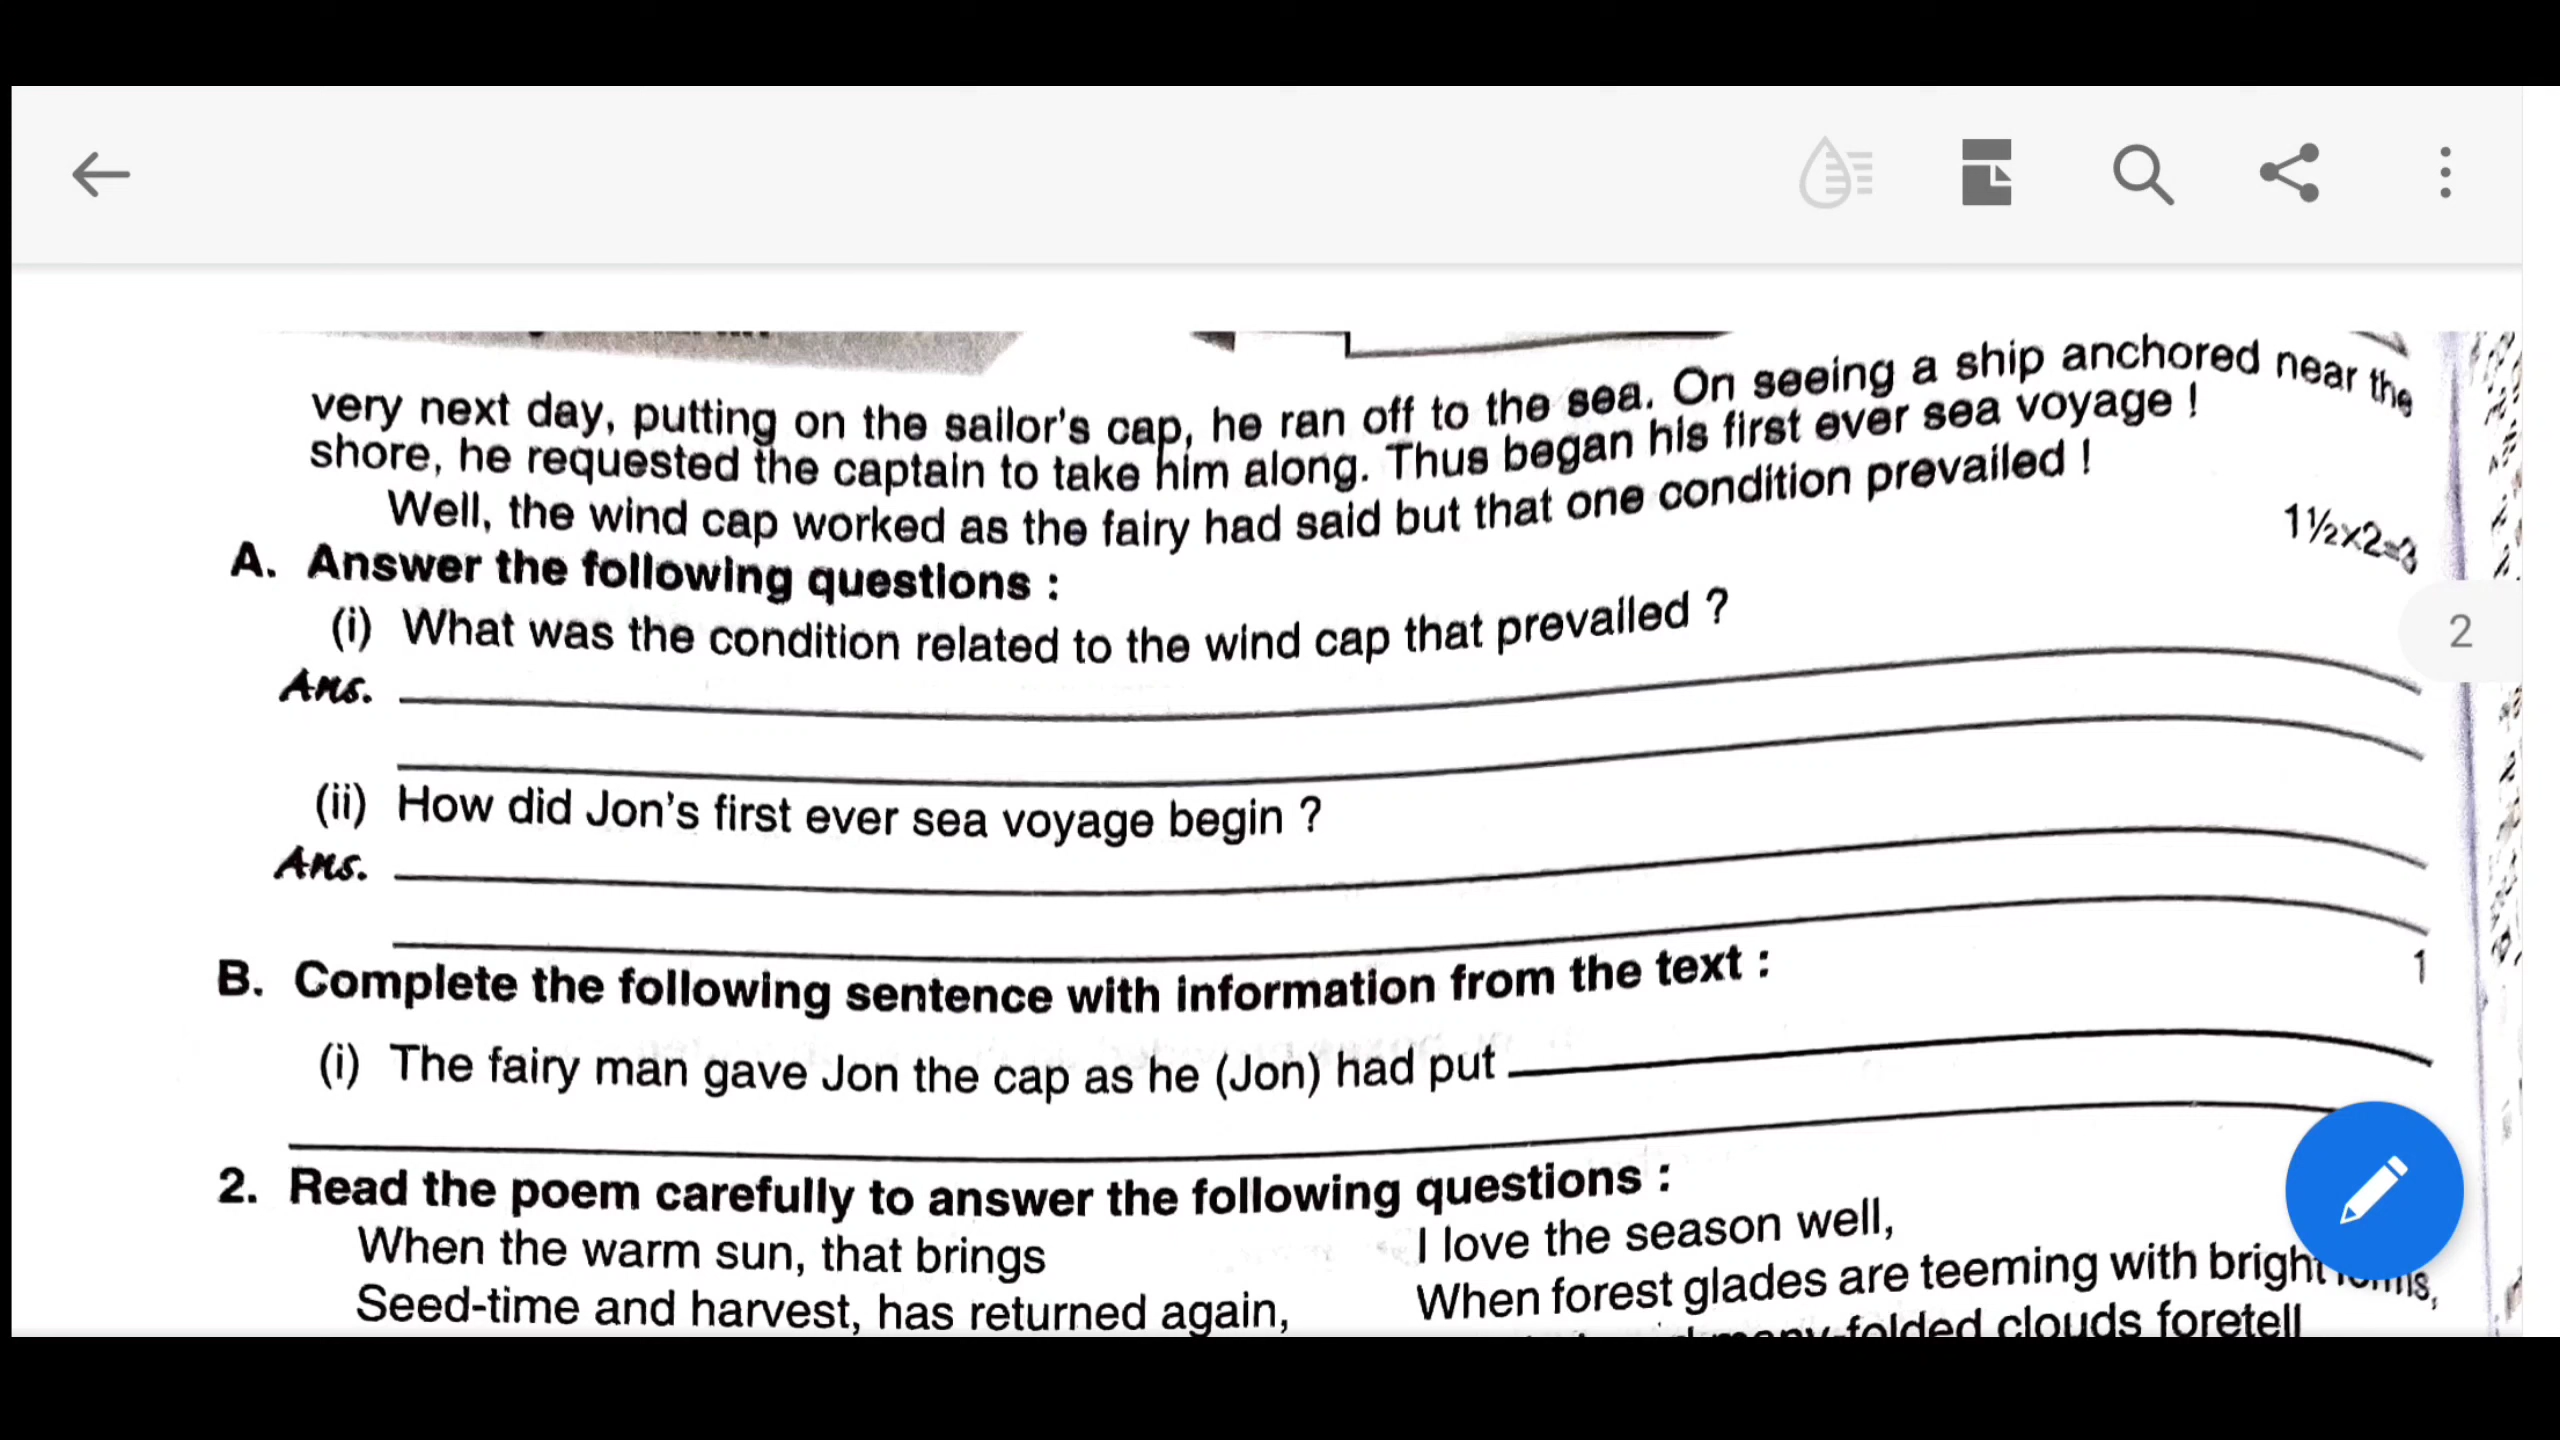 very next day, putting on the sailor's cap, he ran off to the sea. On seeing a ship anchored near the
shore, he requested the captain to take him along. Thus began his first ever sea voyage !
Well, the wind cap worked as the fairy had said but that one condition prevailed !
A. Answer the following questions :
1½×2=3
(i) What was the condition related to the wind cap that prevailed ?
2
Ans.
(ii) How did Jon's first ever sea voyage begin ?
Ans.
B. Complete the following sentence with information from the text :
1
(i) The fairy man gave Jon the cap as he (Jon) had put
2. Read the poem carefully to answer the following questions :
When the warm sun, that brings
Seed-time and harvest, has returned again,
I love the season well,
When forest glades are teeming with bright
folded clouds foretell